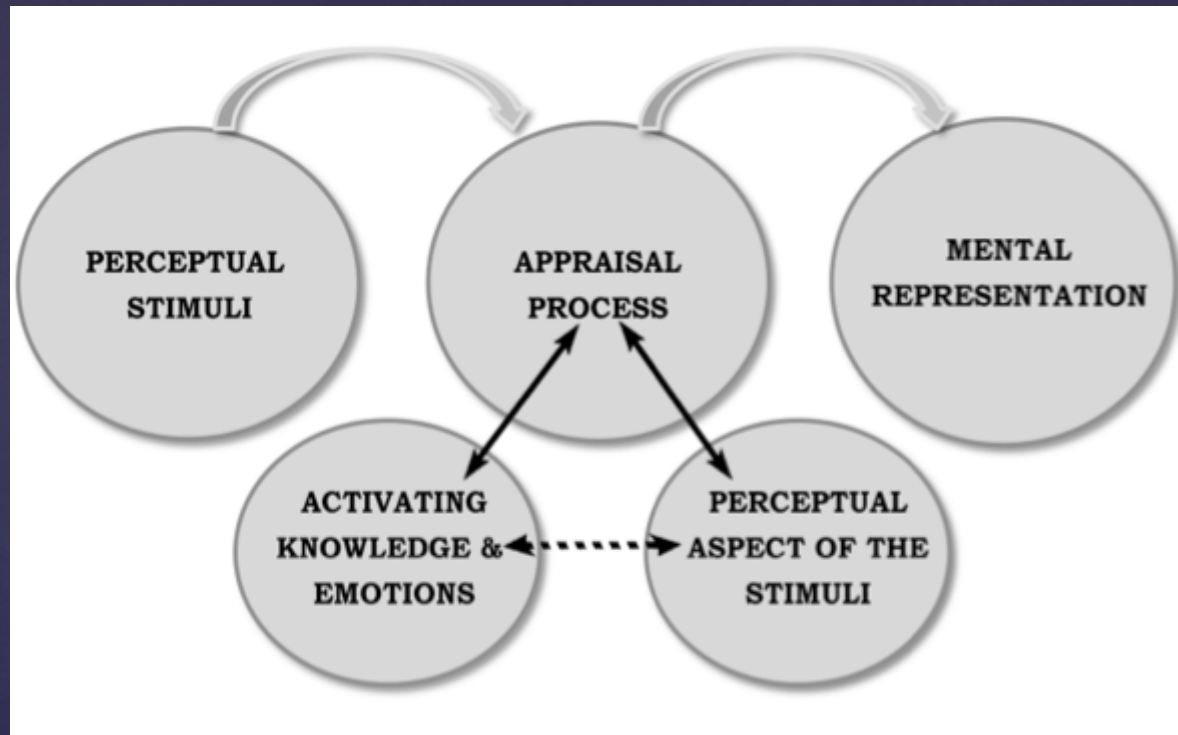 PERCEPTUAL
STIMULI
APPRAISAL
PROCESS
MENTAL
REPRESENTATION
ACTIVATING
KNOWLEDGE &
EMOTIONS
PERCEPTUAL
ASPECT OF THE
STIMULI